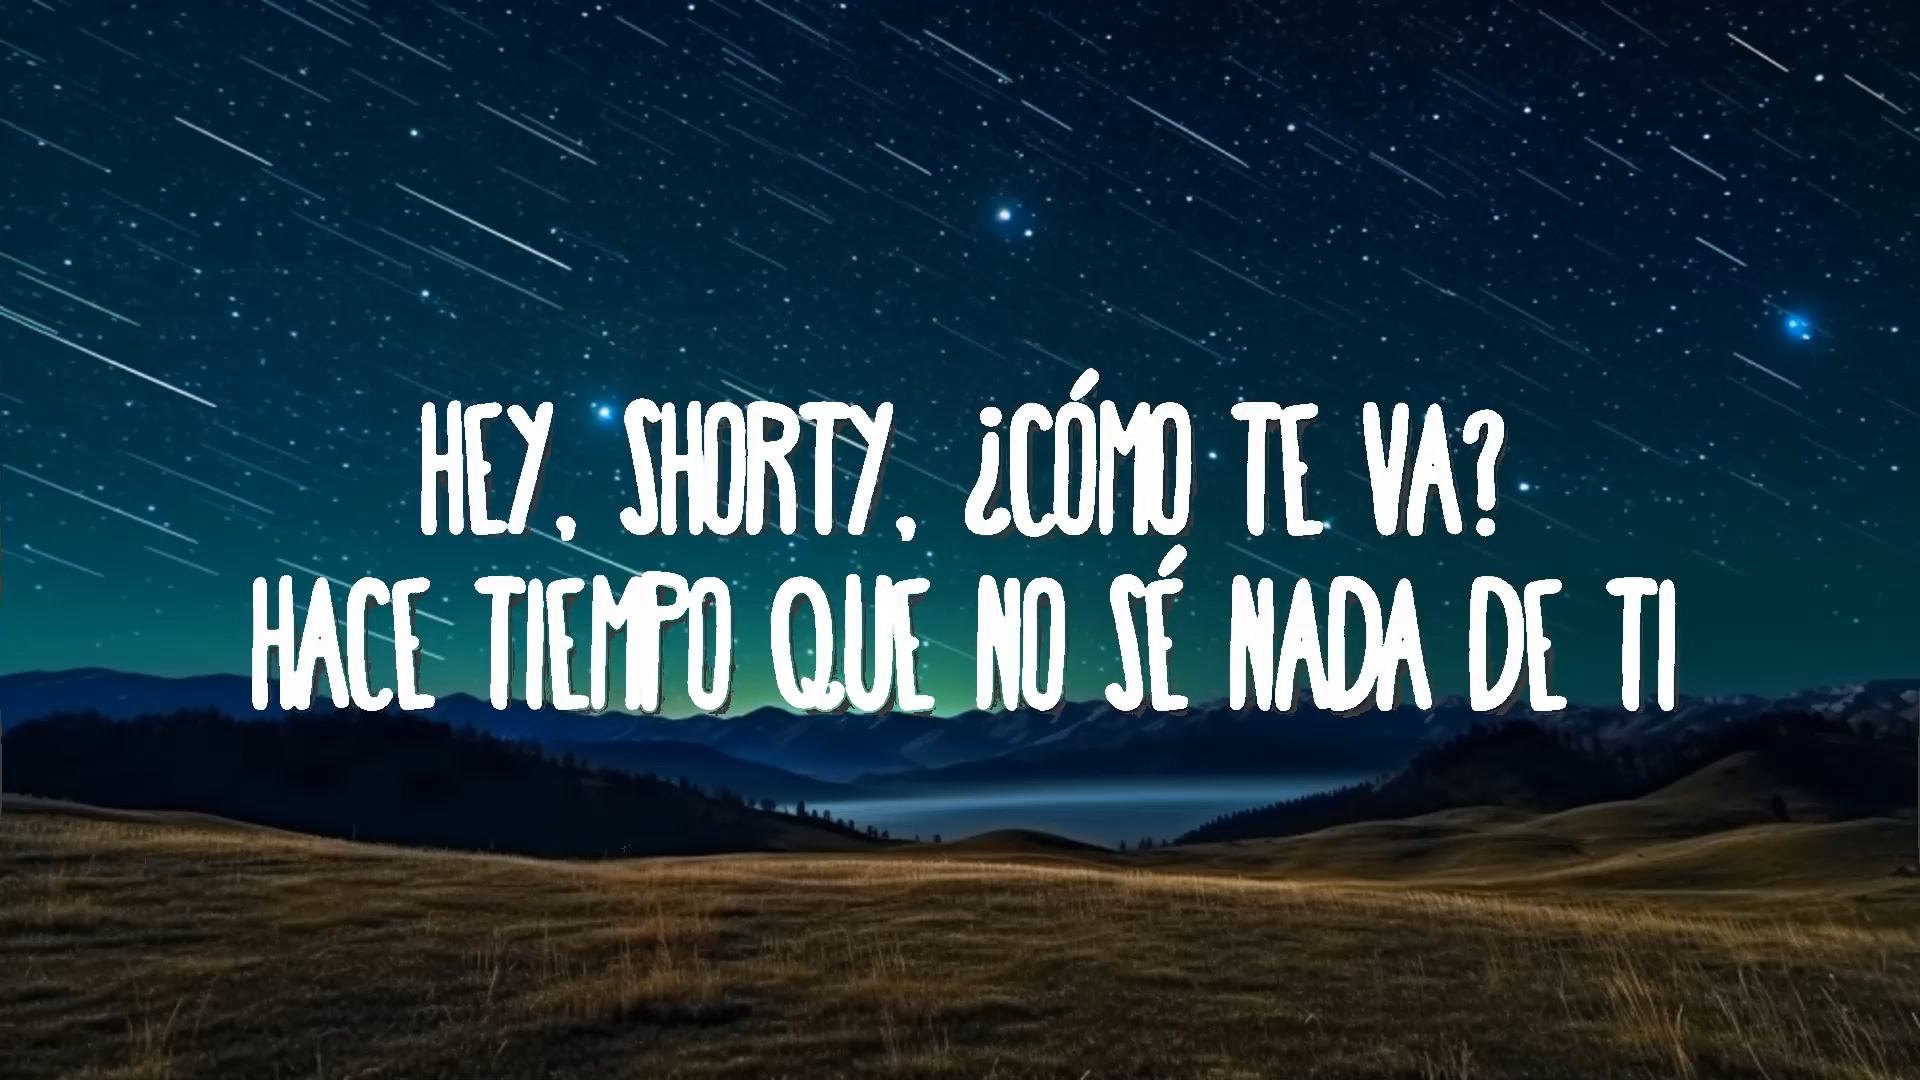 HEY, SHORTY, ¿CÓMO TE VA?
HACE TIEMPO QUE NO SÉ NADA DE TI